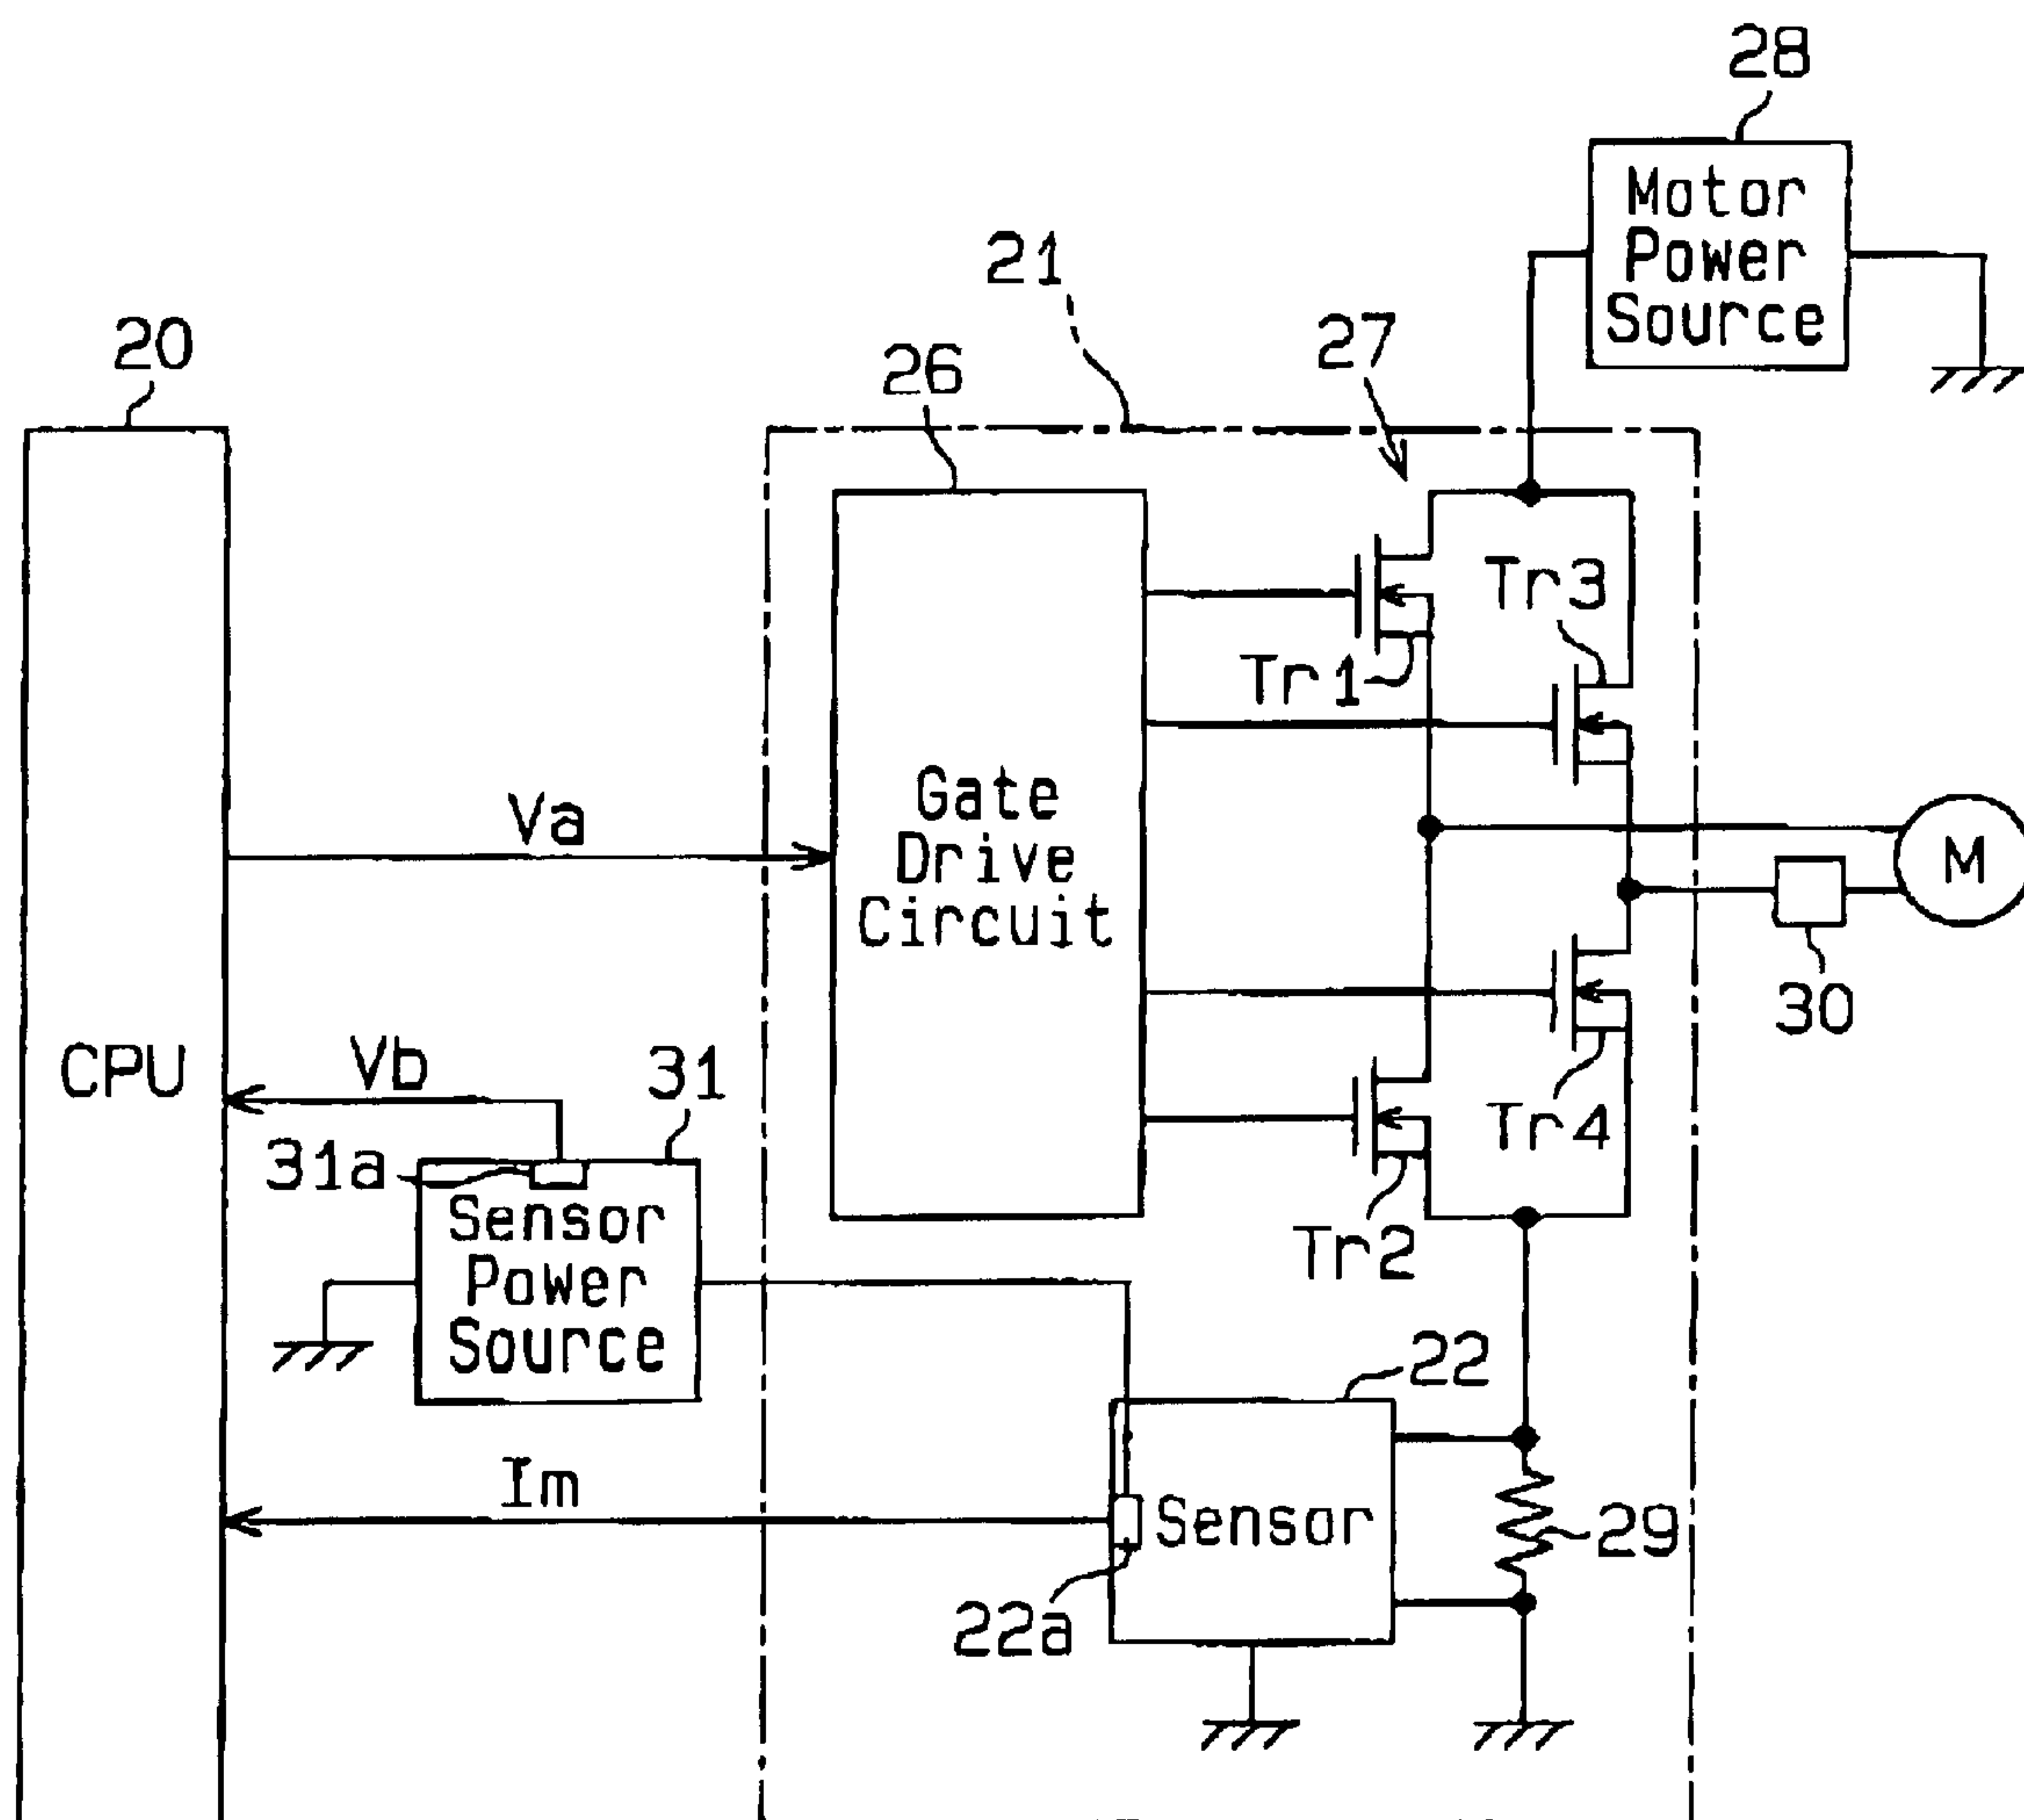 28
Motor
Power
Source
21
27
20
26
Tr3
Tr1
Va
Gate
Drive
Circuit
M
30
CPU
Vb
31
31a
Tr4
Sensor
Power
Source
Tr2
22
Im
Sensor
29
22a